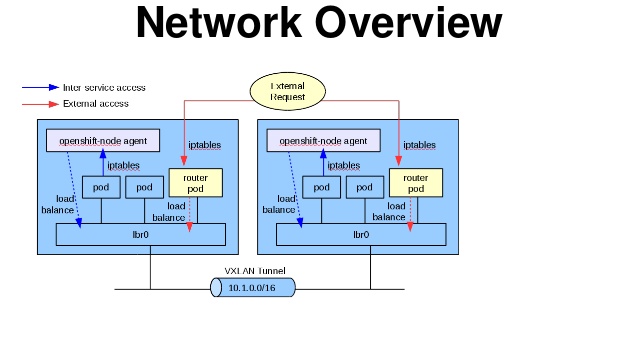 Network Overview
Inter service access
External access
External
Request
openshift-node agent
iptables
iptables
pod
pod
router
pod
load
balance
load
balance
lbr0
openshift-node agent
iptables
iptables
pod
pod
router
pod
load
balance
load
balance
lbr0
VXLAN Tunnel
10.1.0.0/16